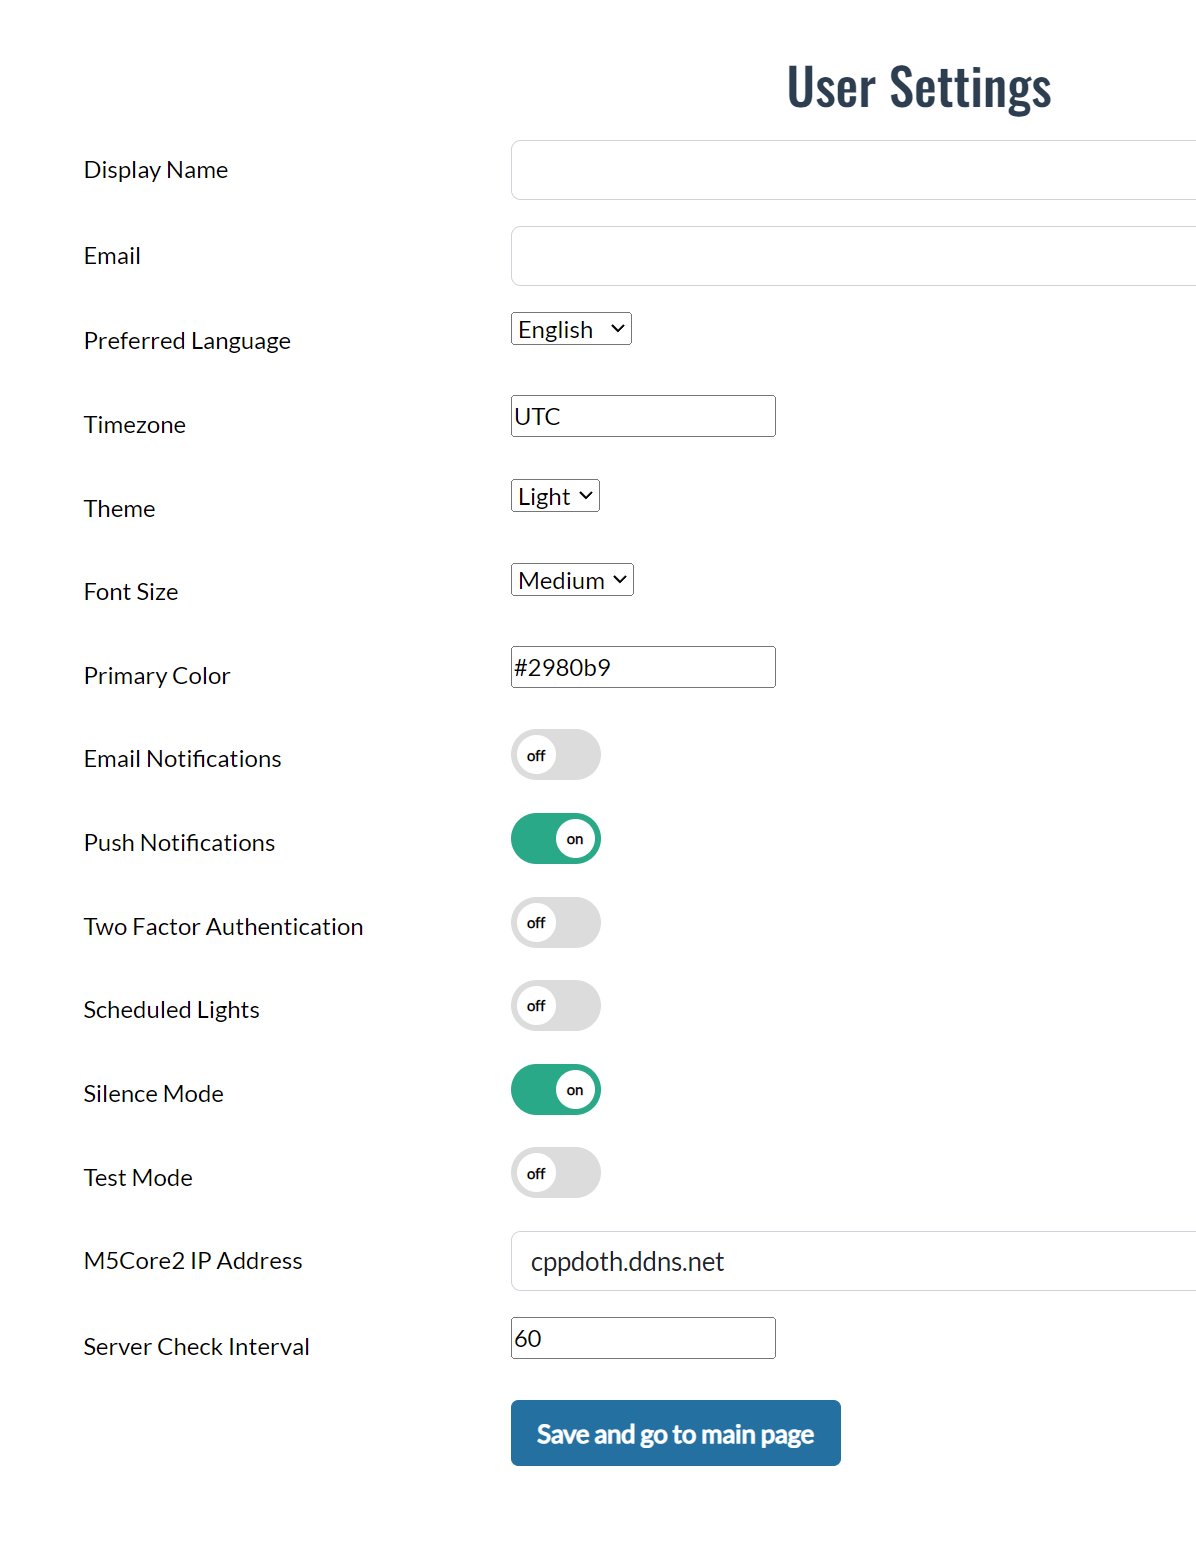 User Settings
Display Name
Email
Preferred Language English
Timezone UTC
Theme Light
Font Size Medium
Primary Color #2980b9
Email Notifications off
Push Notifications on
Two Factor Authentication off
Scheduled Lights off
Silence Mode on
Test Mode off
M5Core2 IP Address cppdoth.ddns.net
Server Check Interval 60
Save and go to main page